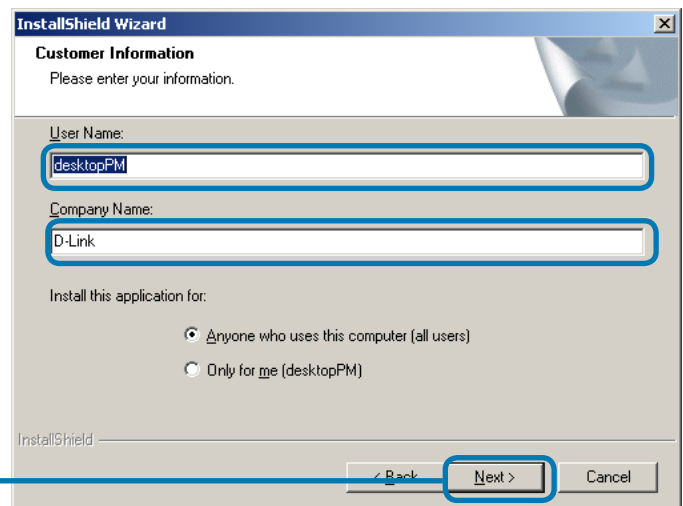 InstallShield Wizard
Customer Information
Please enter your information.
User Name:
desktopPM
Company Name:
D-Link
Install this application for:
Anyone who uses this computer (all users)
Only for me (desktopPM)
InstallShield
< Back Next > Cancel